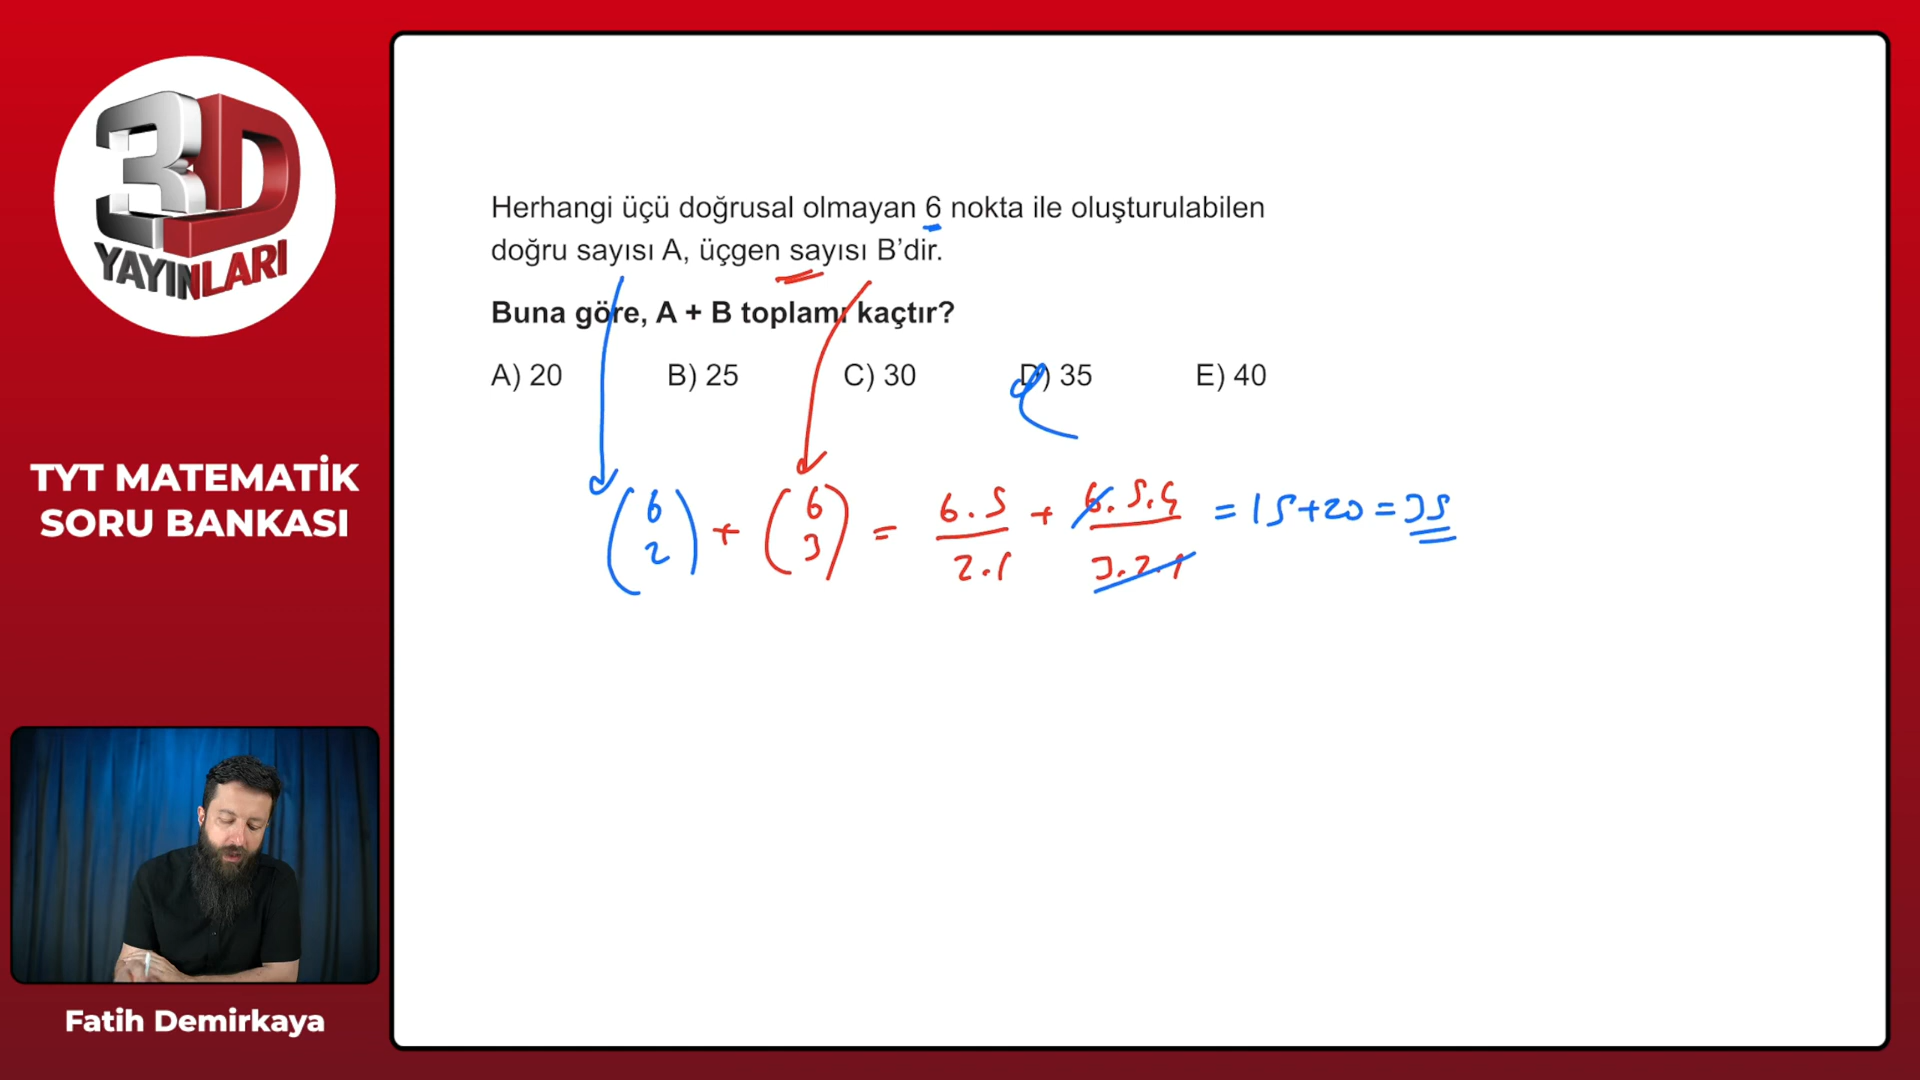 3D
YAYINLARI
TYT MATEMATİK
SORU BANKASI
Fatih Demirkaya
Herhangi üçü doğrusal olmayan 6 nokta ile oluşturulabilen
doğru sayısı A, üçgen sayısı B’dir.
Buna göre, A + B toplamı kaçtır?
A) 20 B) 25 C) 30 D) 35 E) 40
(6 2) + (6 3) = 6.5/2.1 + 6.5.4/3.2.1 = 15+20=35